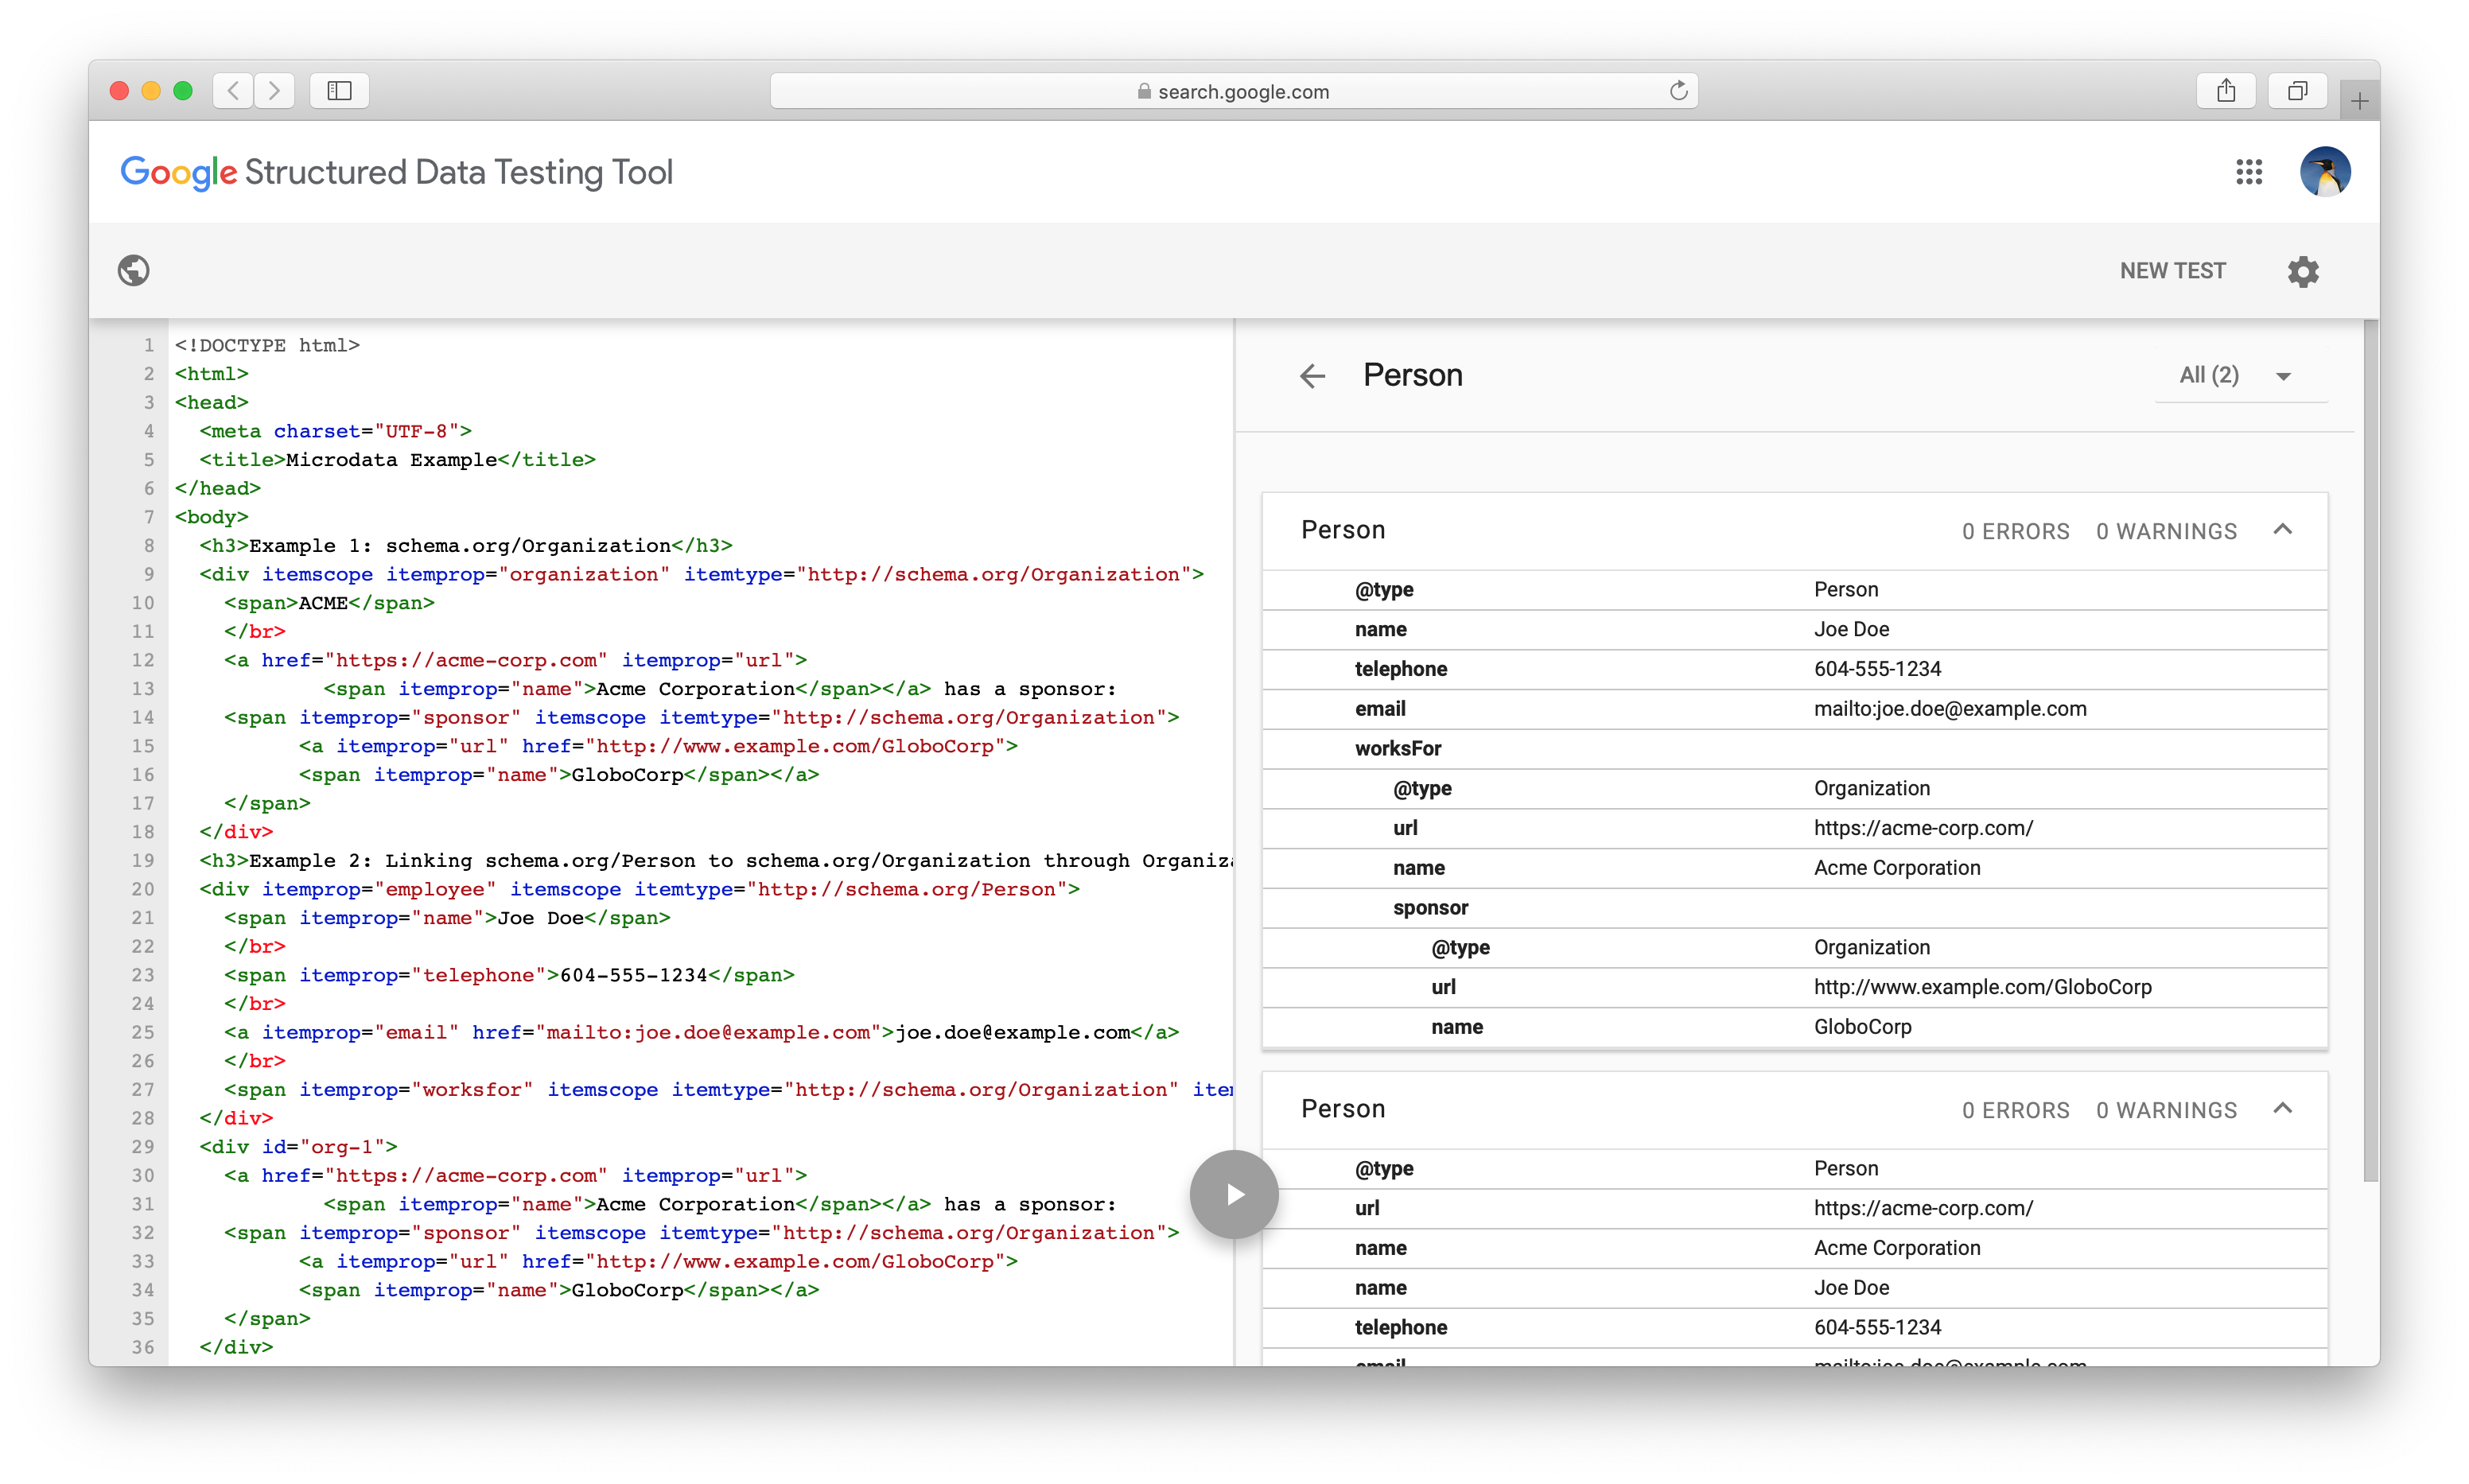 search.google.com
Google Structured Data Testing Tool
NEW TEST
1 <!DOCTYPE html>
2 <html>
3 <head>
4 <meta charset="UTF-8">
5 <title>Microdata Example</title>
6 </head>
7 <body>
8 <h3>Example 1: schema.org/Organization</h3>
9 <div itemscope itemprop="organization" itemtype="http://schema.org/Organization">
10 <span>ACME</span>
11 </br>
12 <a href="https://acme-corp.com" itemprop="url">
13 <span itemprop="name">Acme Corporation</span></a> has a sponsor:
14 <span itemprop="sponsor" itemscope itemtype="http://schema.org/Organization">
15 <a itemprop="url" href="http://www.example.com/GloboCorp">
16 <span itemprop="name">GloboCorp</span></a>
17 </span>
18 </div>
19 <h3>Example 2: Linking schema.org/Person to schema.org/Organization through Organiz
20 <div itemprop="employee" itemscope itemtype="http://schema.org/Person">
21 <span itemprop="name">Joe Doe</span>
22 </br>
23 <span itemprop="telephone">604-555-1234</span>
24 </br>
25 <a itemprop="email" href="mailto:joe.doe@example.com">joe.doe@example.com</a>
26 </br>
27 <span itemprop="worksfor" itemscope itemtype="http://schema.org/Organization" ite
28 </div>
29 <div id="org-1">
30 <a href="https://acme-corp.com" itemprop="url">
31 <span itemprop="name">Acme Corporation</span></a> has a sponsor:
32 <span itemprop="sponsor" itemscope itemtype="http://schema.org/Organization">
33 <a itemprop="url" href="http://www.example.com/GloboCorp">
34 <span itemprop="name">GloboCorp</span></a>
35 </span>
36 </div>
Person
All (2)
Person 0 ERRORS 0 WARNINGS
@type Person
name Joe Doe
telephone 604-555-1234
email mailto:joe.doe@example.com
worksFor
@type Organization
url https://acme-corp.com/
name Acme Corporation
sponsor
@type Organization
url http://www.example.com/GloboCorp
name GloboCorp
Person 0 ERRORS 0 WARNINGS
@type Person
url https://acme-corp.com/
name Acme Corporation
name Joe Doe
telephone 604-555-1234
email mailto:joe.doe@example.com